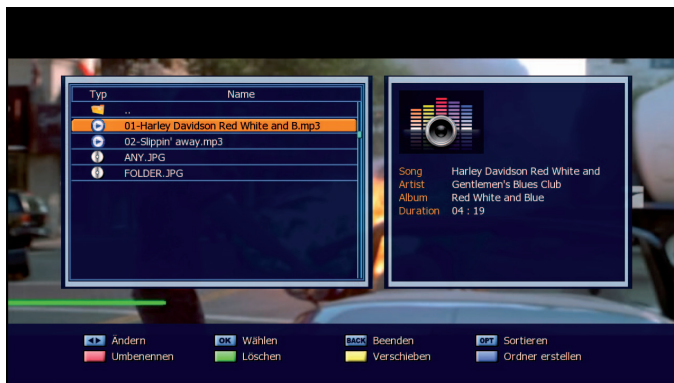 Typ Name
..
01-Harley Davidson Red White and B.mp3
02-Slippin' away.mp3
ANY.JPG
FOLDER.JPG
Song Harley Davidson Red White and
Artist Gentlemen's Blues Club
Album Red White and Blue
Duration 04 : 19
Ändern OK Wählen BACK Beenden OPT Sortieren
Umbenennen Löschen Verschieben Ordner erstellen